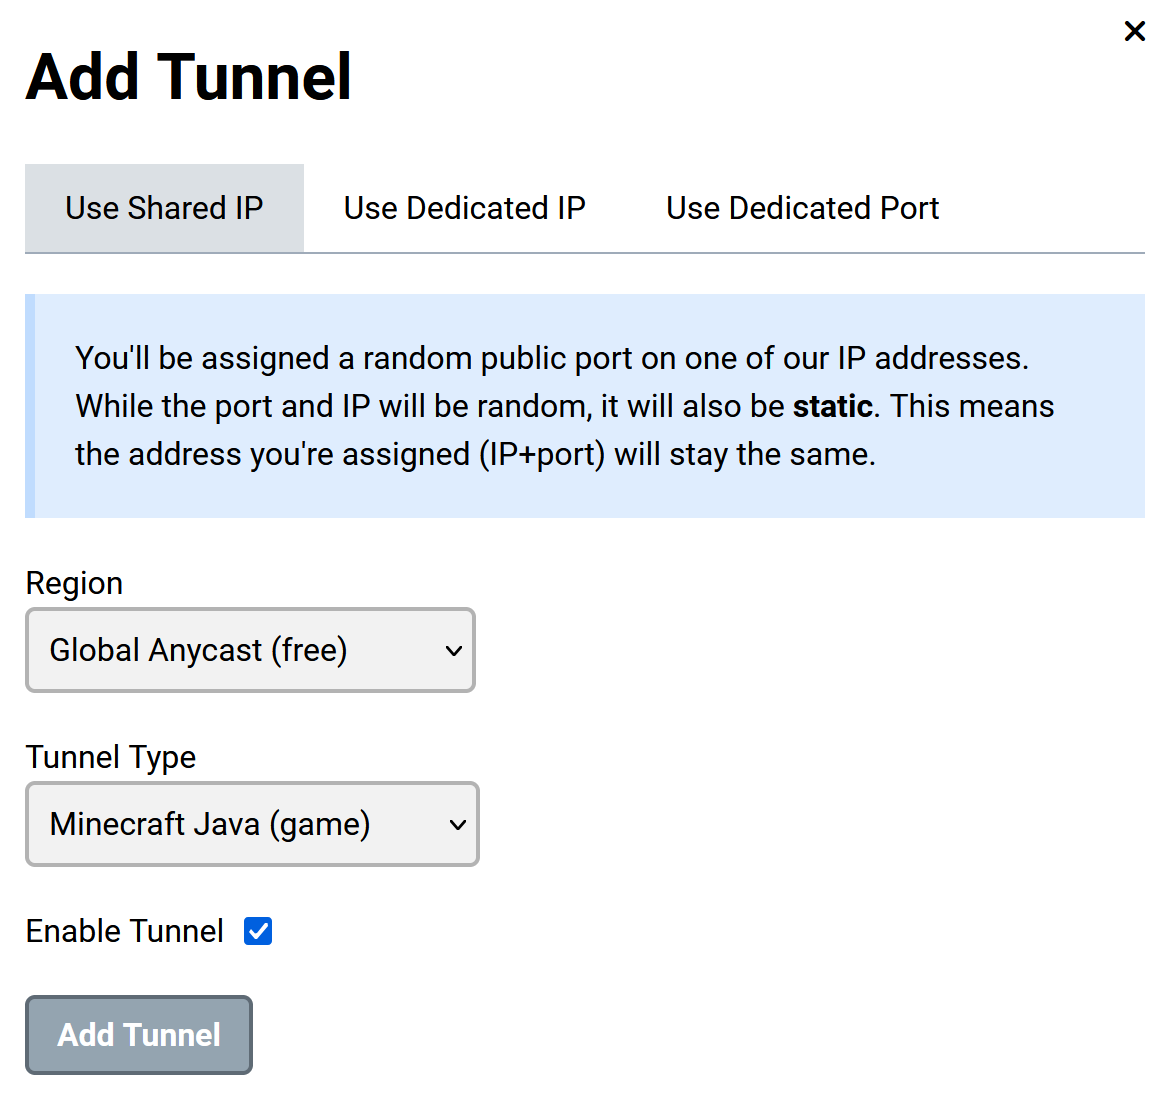 Add Tunnel
Use Shared IP
Use Dedicated IP
Use Dedicated Port
You'll be assigned a random public port on one of our IP addresses.
While the port and IP will be random, it will also be static. This means
the address you're assigned (IP+port) will stay the same.
Region
Global Anycast (free)
Tunnel Type
Minecraft Java (game)
Enable Tunnel
Add Tunnel